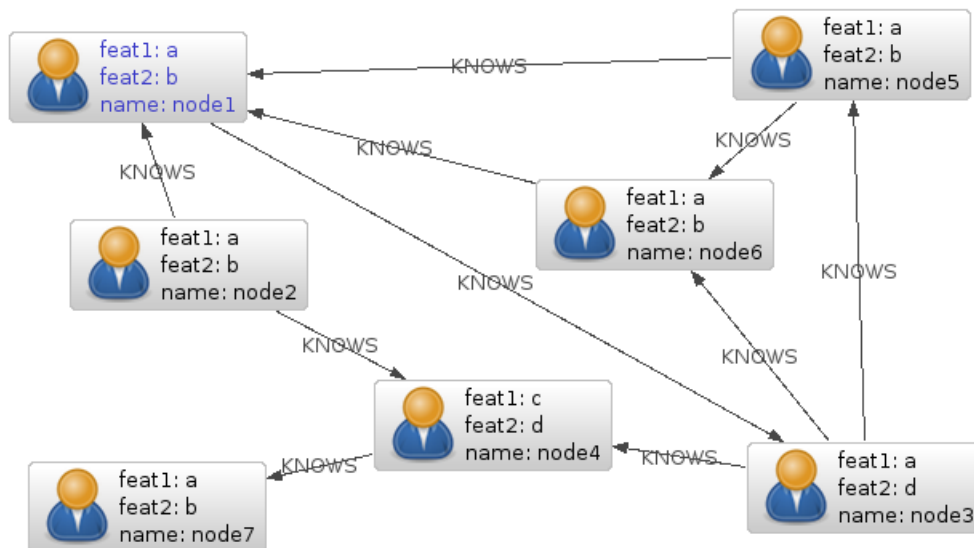 feat1: a
feat2: b
name: node1
KNOWS
feat1: a
feat2: b
name: node5
KNOWS
KNOWS
KNOWS
feat1: a
feat2: b
name: node6
feat1: a
feat2: b
name: node2
KNOWS
KNOWS
KNOWS
KNOWS
feat1: c
feat2: d
name: node4
KNOWS
KNOWS
feat1: a
feat2: b
name: node7
feat1: a
feat2: d
name: node3